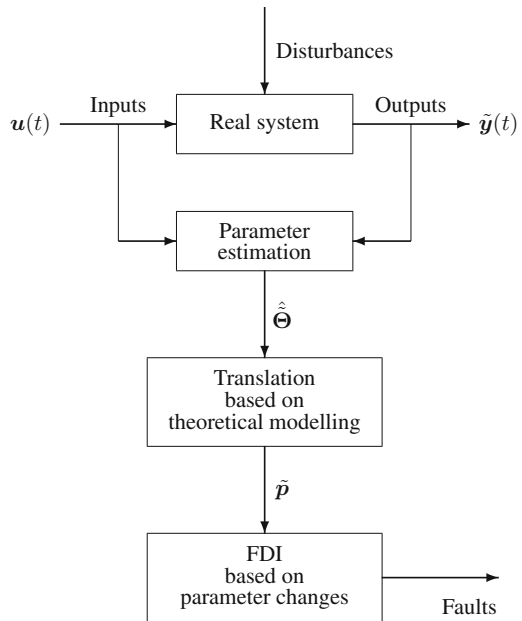 Disturbances
Inputs
Outputs
u(t)
Real system
ỹ(t)
Parameter
estimation
Θ̃̂
Translation
based on
theoretical modelling
p̃
FDI
based on
parameter changes
Faults